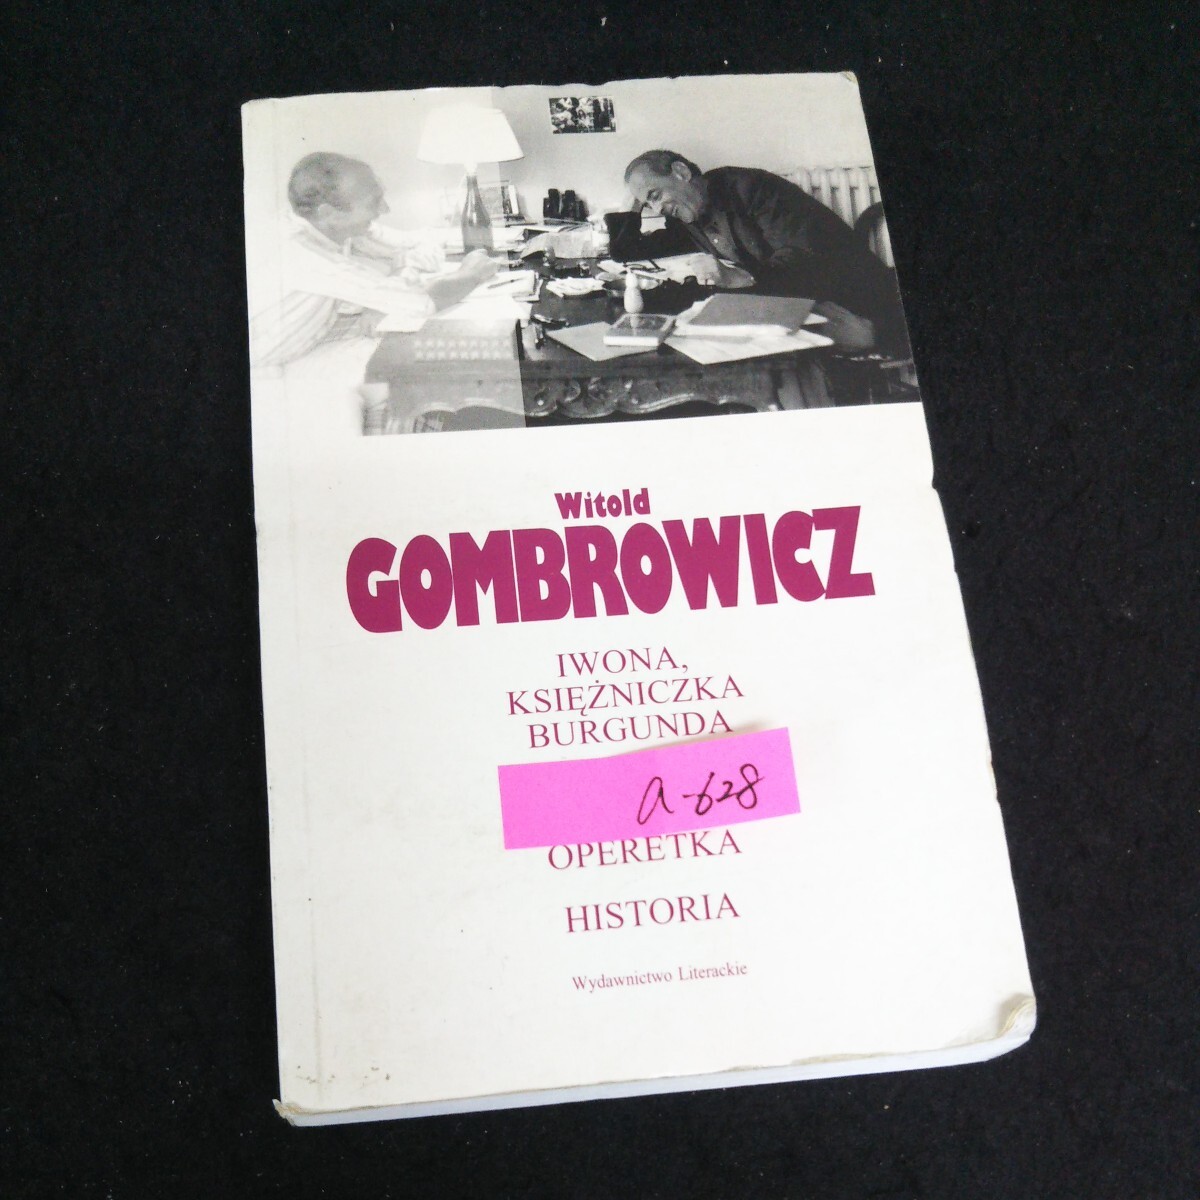 Witold
GOMBROWICZ
IWONA,
KSIĘŻNICZKA
BURGUNDA
a-628
OPERETKA
HISTORIA
Wydawnictwo Literackie